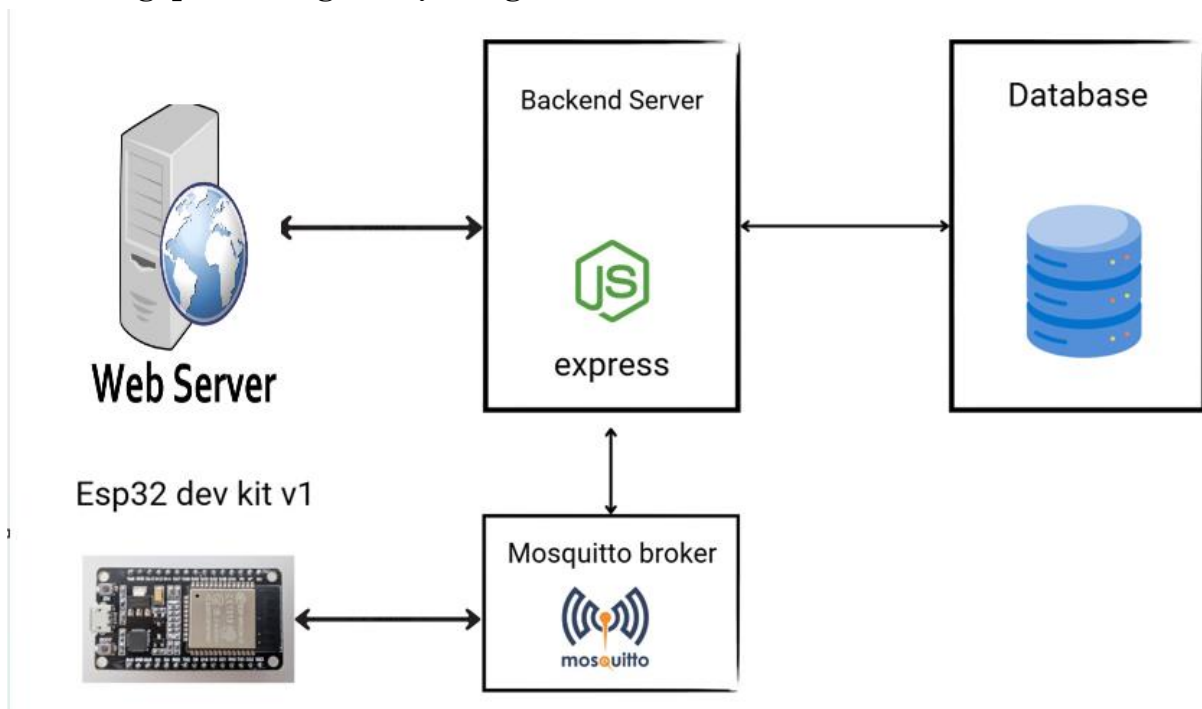 Backend Server
Database
JS
express
Web Server
Esp32 dev kit v1
Mosquitto broker
mosquitto